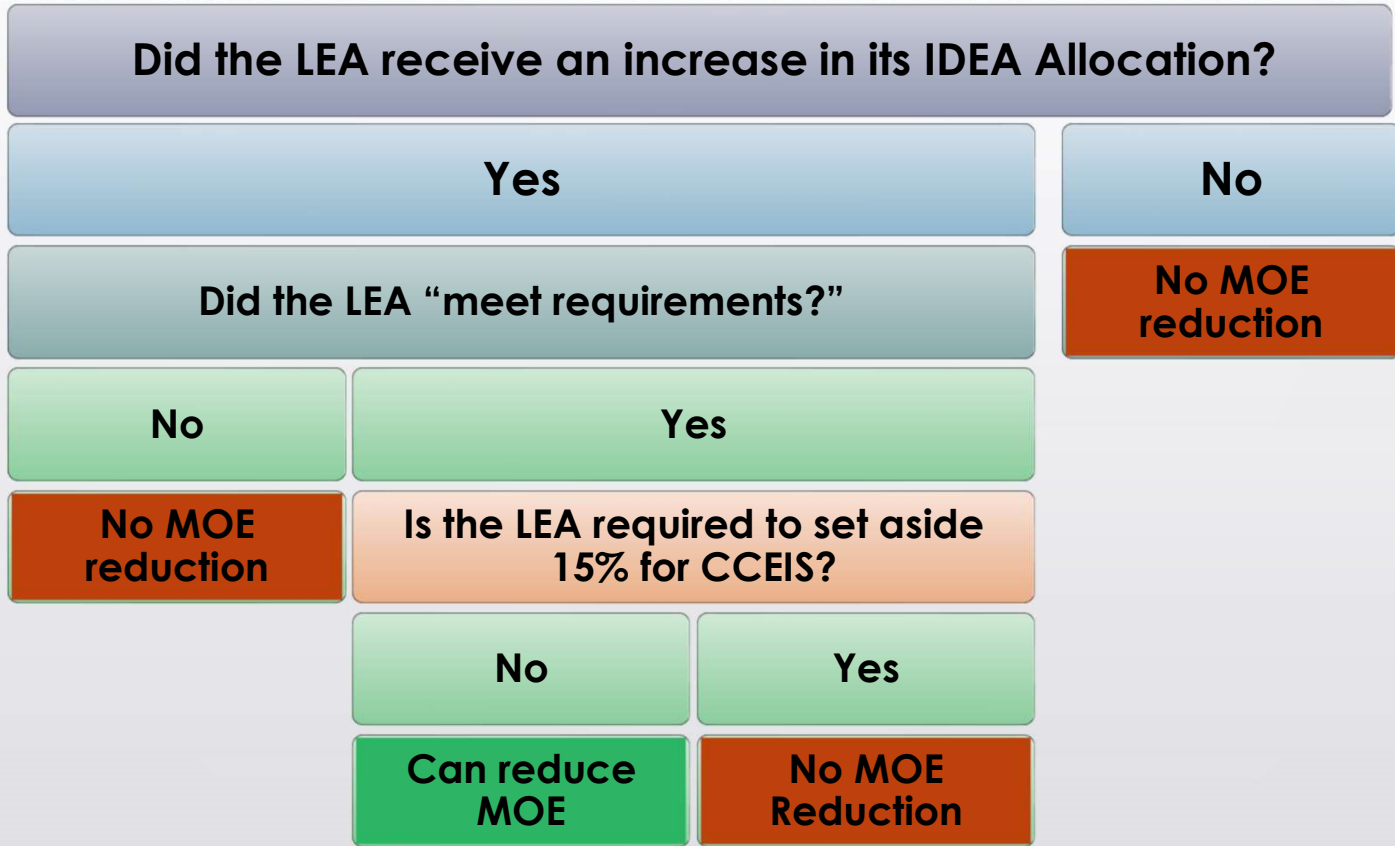 Did the LEA receive an increase in its IDEA Allocation?
Yes
No
Did the LEA “meet requirements?”
No MOE
reduction
No
Yes
No MOE
reduction
Is the LEA required to set aside
15% for CCEIS?
No
Yes
Can reduce
MOE
No MOE
Reduction